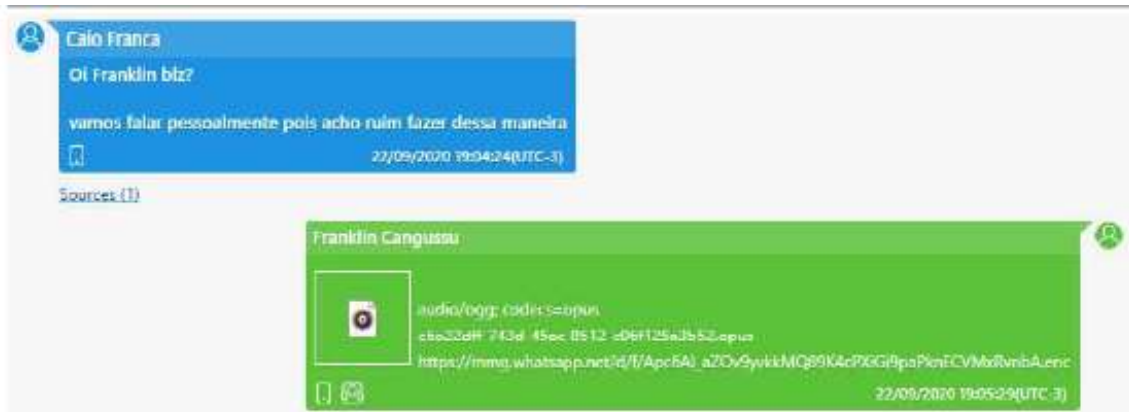 Caio Franca
Oi Franklin blz?
vamos falar pessoalmente pois acho ruim fazer dessa maneira
22/09/2020 19:04:24(UTC-3)
Sources (1)
Franklin Cangussu
audio/ogg; codecs=opus
22/09/2020 19:05:29(UTC-3)